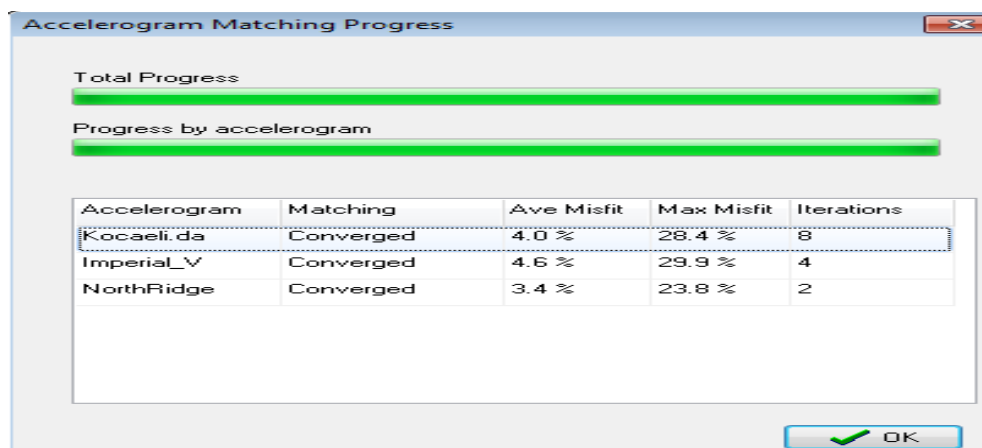 Accelerogram Matching Progress
Total Progress
Progress by accelerogram
Accelerogram Matching Ave Misfit Max Misfit Iterations
Kocaeli.da Converged 4.0 % 28.4 % 8
Imperial_V Converged 4.6 % 29.9 % 4
NorthRidge Converged 3.4 % 23.8 % 2
OK